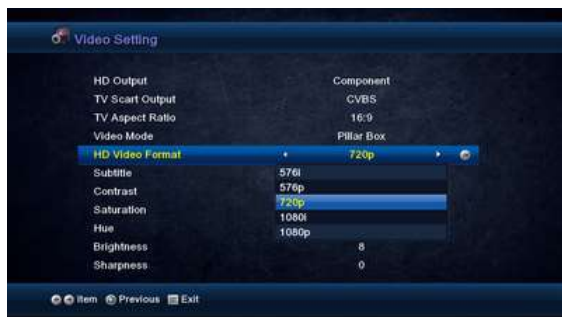 Video Setting
HD Output Component
TV Scart Output CVBS
TV Aspect Ratio 16:9
Video Mode Pillar Box
HD Video Format 720p
Subtitle 576i
Contrast 576p
720p
Saturation 1080i
Hue 1080p
Brightness 8
Sharpness 0
Item Previous Exit